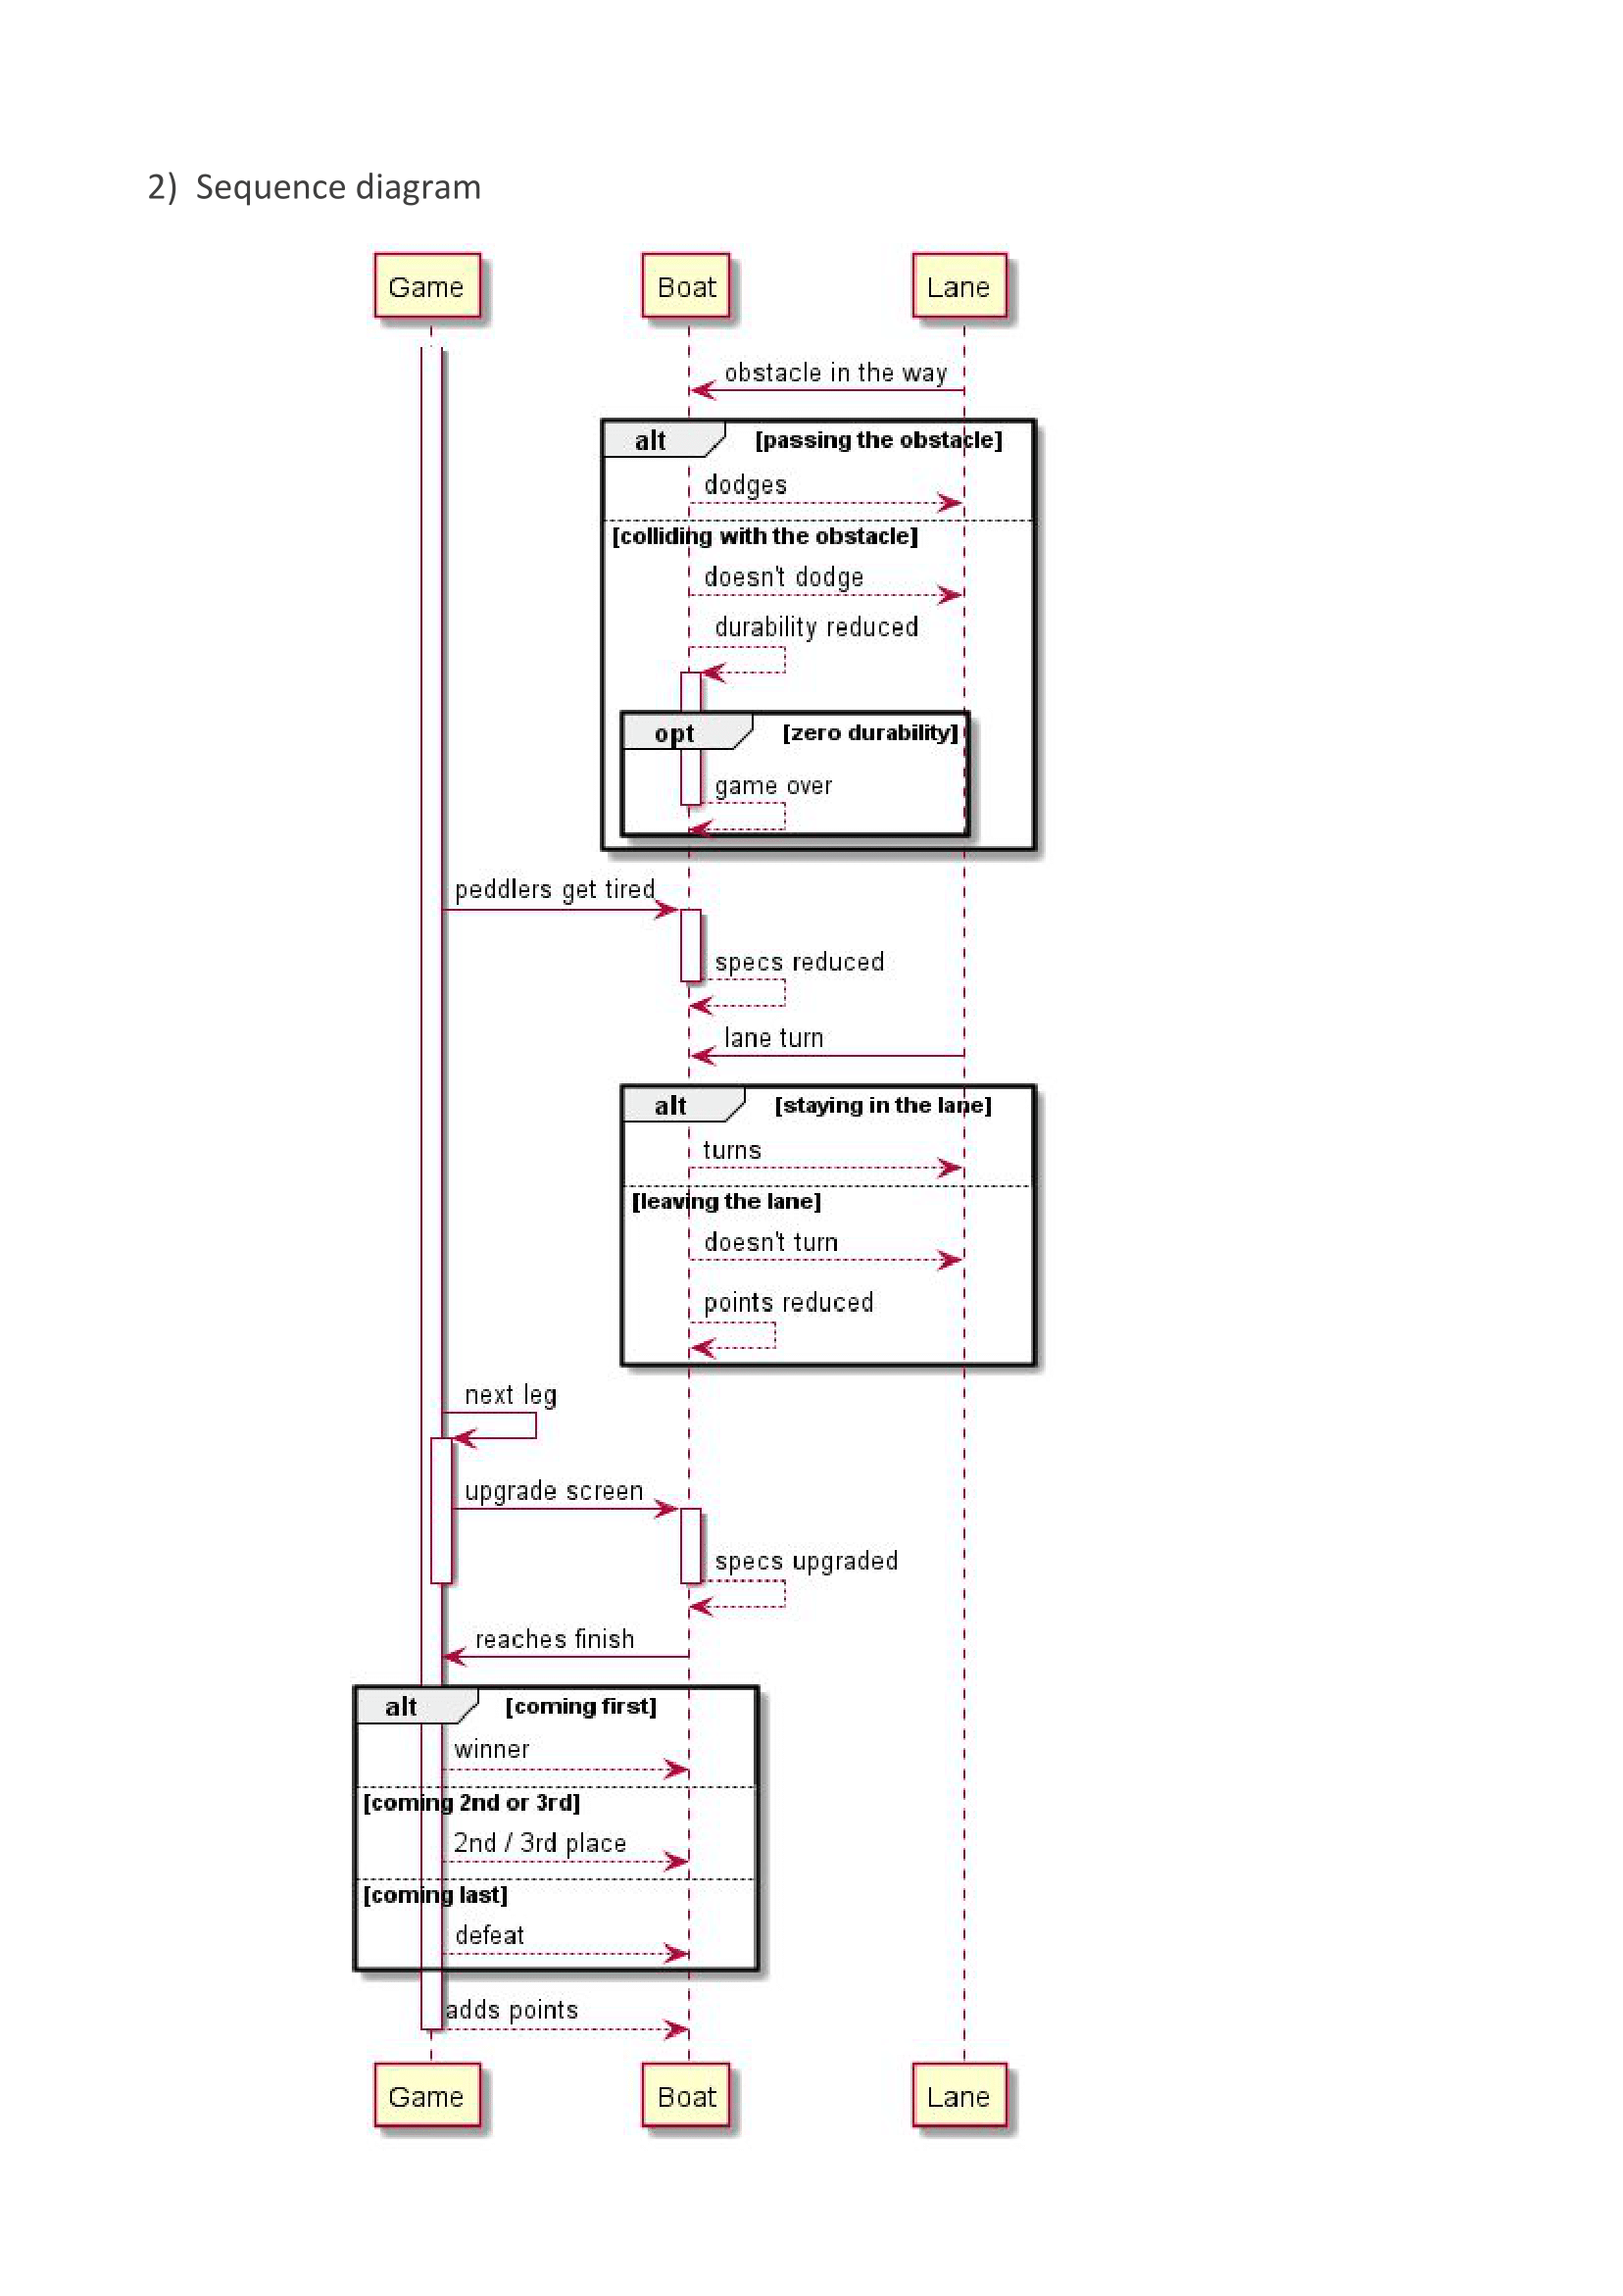 2) Sequence diagram
Game Boat Lane
obstacle in the way
alt [passing the obstacle]
dodges
[colliding with the obstacle]
doesn't dodge
durability reduced
opt [zero durability]
game over
peddlers get tired
specs reduced
lane turn
alt [staying in the lane]
turns
[leaving the lane]
doesn't turn
points reduced
next leg
upgrade screen
specs upgraded
reaches finish
alt [coming first]
winner
[coming 2nd or 3rd]
2nd / 3rd place
[coming last]
defeat
adds points
Game Boat Lane